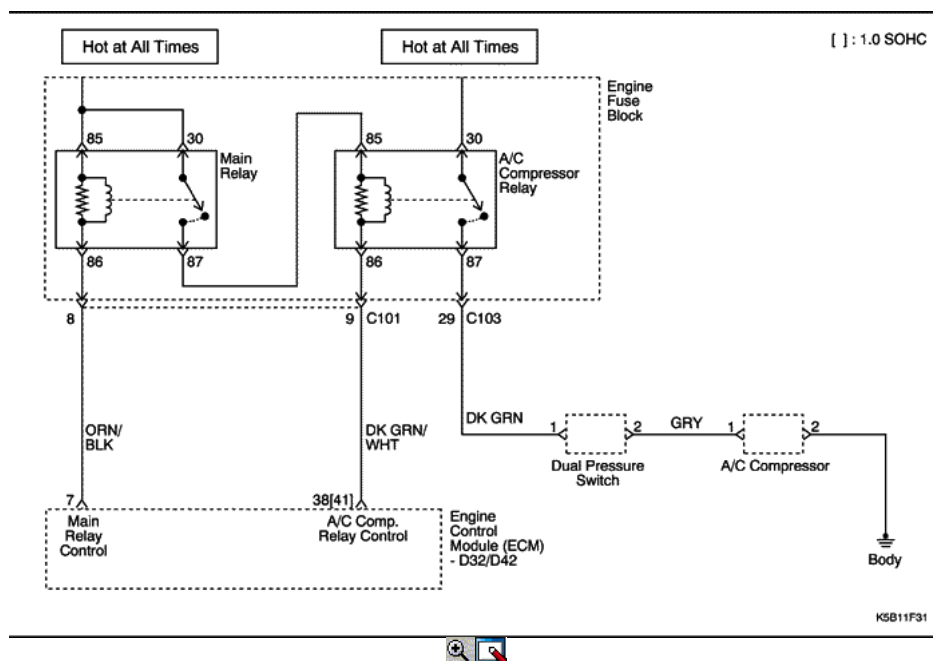 Hot at All Times
Hot at All Times
[ ] : 1.0 SOHC
Engine
Fuse
Block
85
30
Main
Relay
85
30
A/C
Compressor
Relay
86
87
86
87
8
9
C101
29
C103
ORN/
BLK
DK GRN/
WHT
DK GRN
1
2
GRY
1
2
Dual Pressure
Switch
A/C Compressor
7
Main
Relay
Control
38[41]
A/C Comp.
Relay Control
Engine
Control
Module (ECM)
- D32/D42
Body
K5B11F31